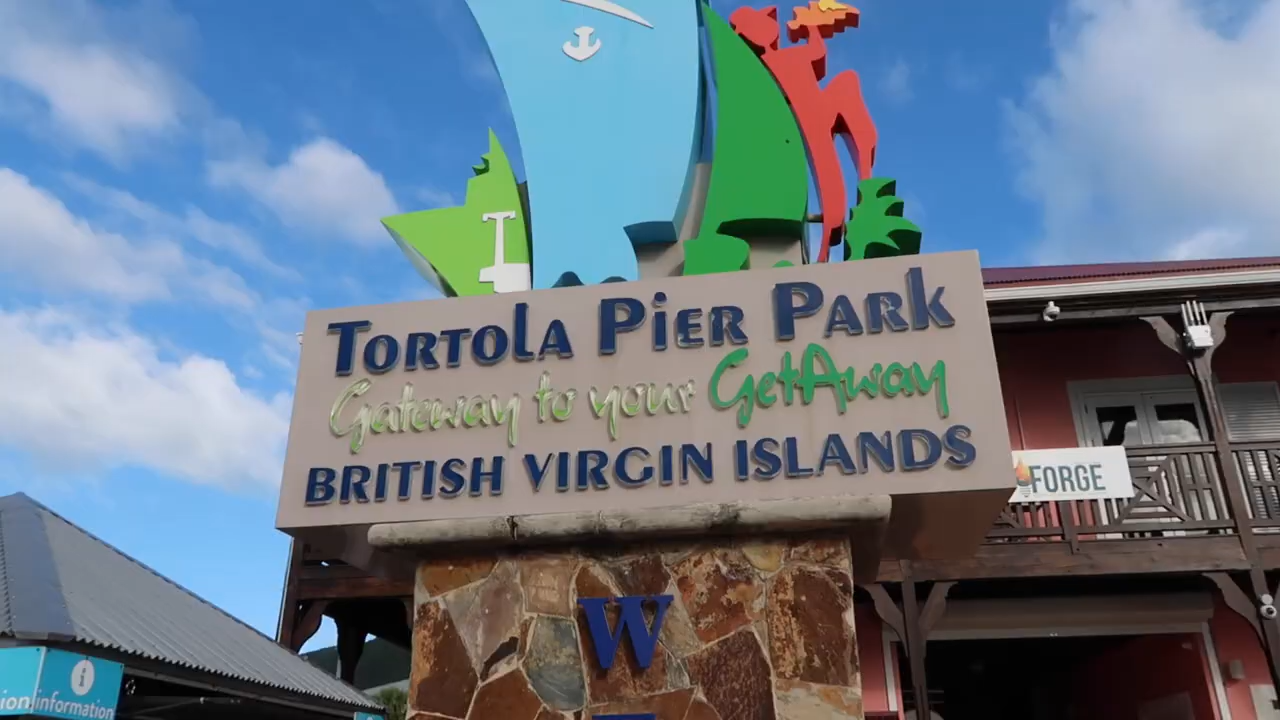 Tortola Pier Park
Gateway to your GetAway
BRITISH VIRGIN ISLANDS
FORGE
W
information